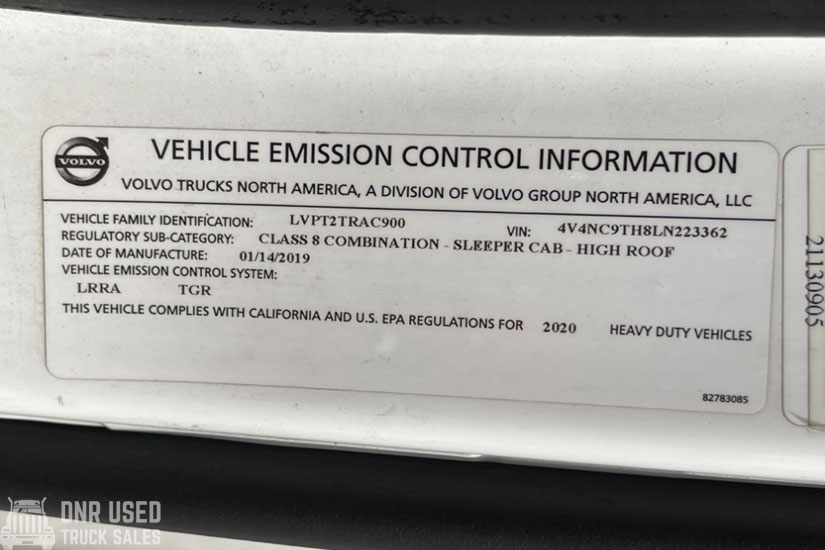 VOLVO
VEHICLE EMISSION CONTROL INFORMATION
VOLVO TRUCKS NORTH AMERICA, A DIVISION OF VOLVO GROUP NORTH AMERICA, LLC
VEHICLE FAMILY IDENTIFICATION: LVPT2TRAC900 VIN: 4V4NC9TH8LN223362
REGULATORY SUB-CATEGORY: CLASS 8 COMBINATION - SLEEPER CAB - HIGH ROOF
DATE OF MANUFACTURE: 01/14/2019
VEHICLE EMISSION CONTROL SYSTEM:
LRRA TGR
THIS VEHICLE COMPLIES WITH CALIFORNIA AND U.S. EPA REGULATIONS FOR 2020 HEAVY DUTY VEHICLES
82783085
21130905
DNR USED
TRUCK SALES